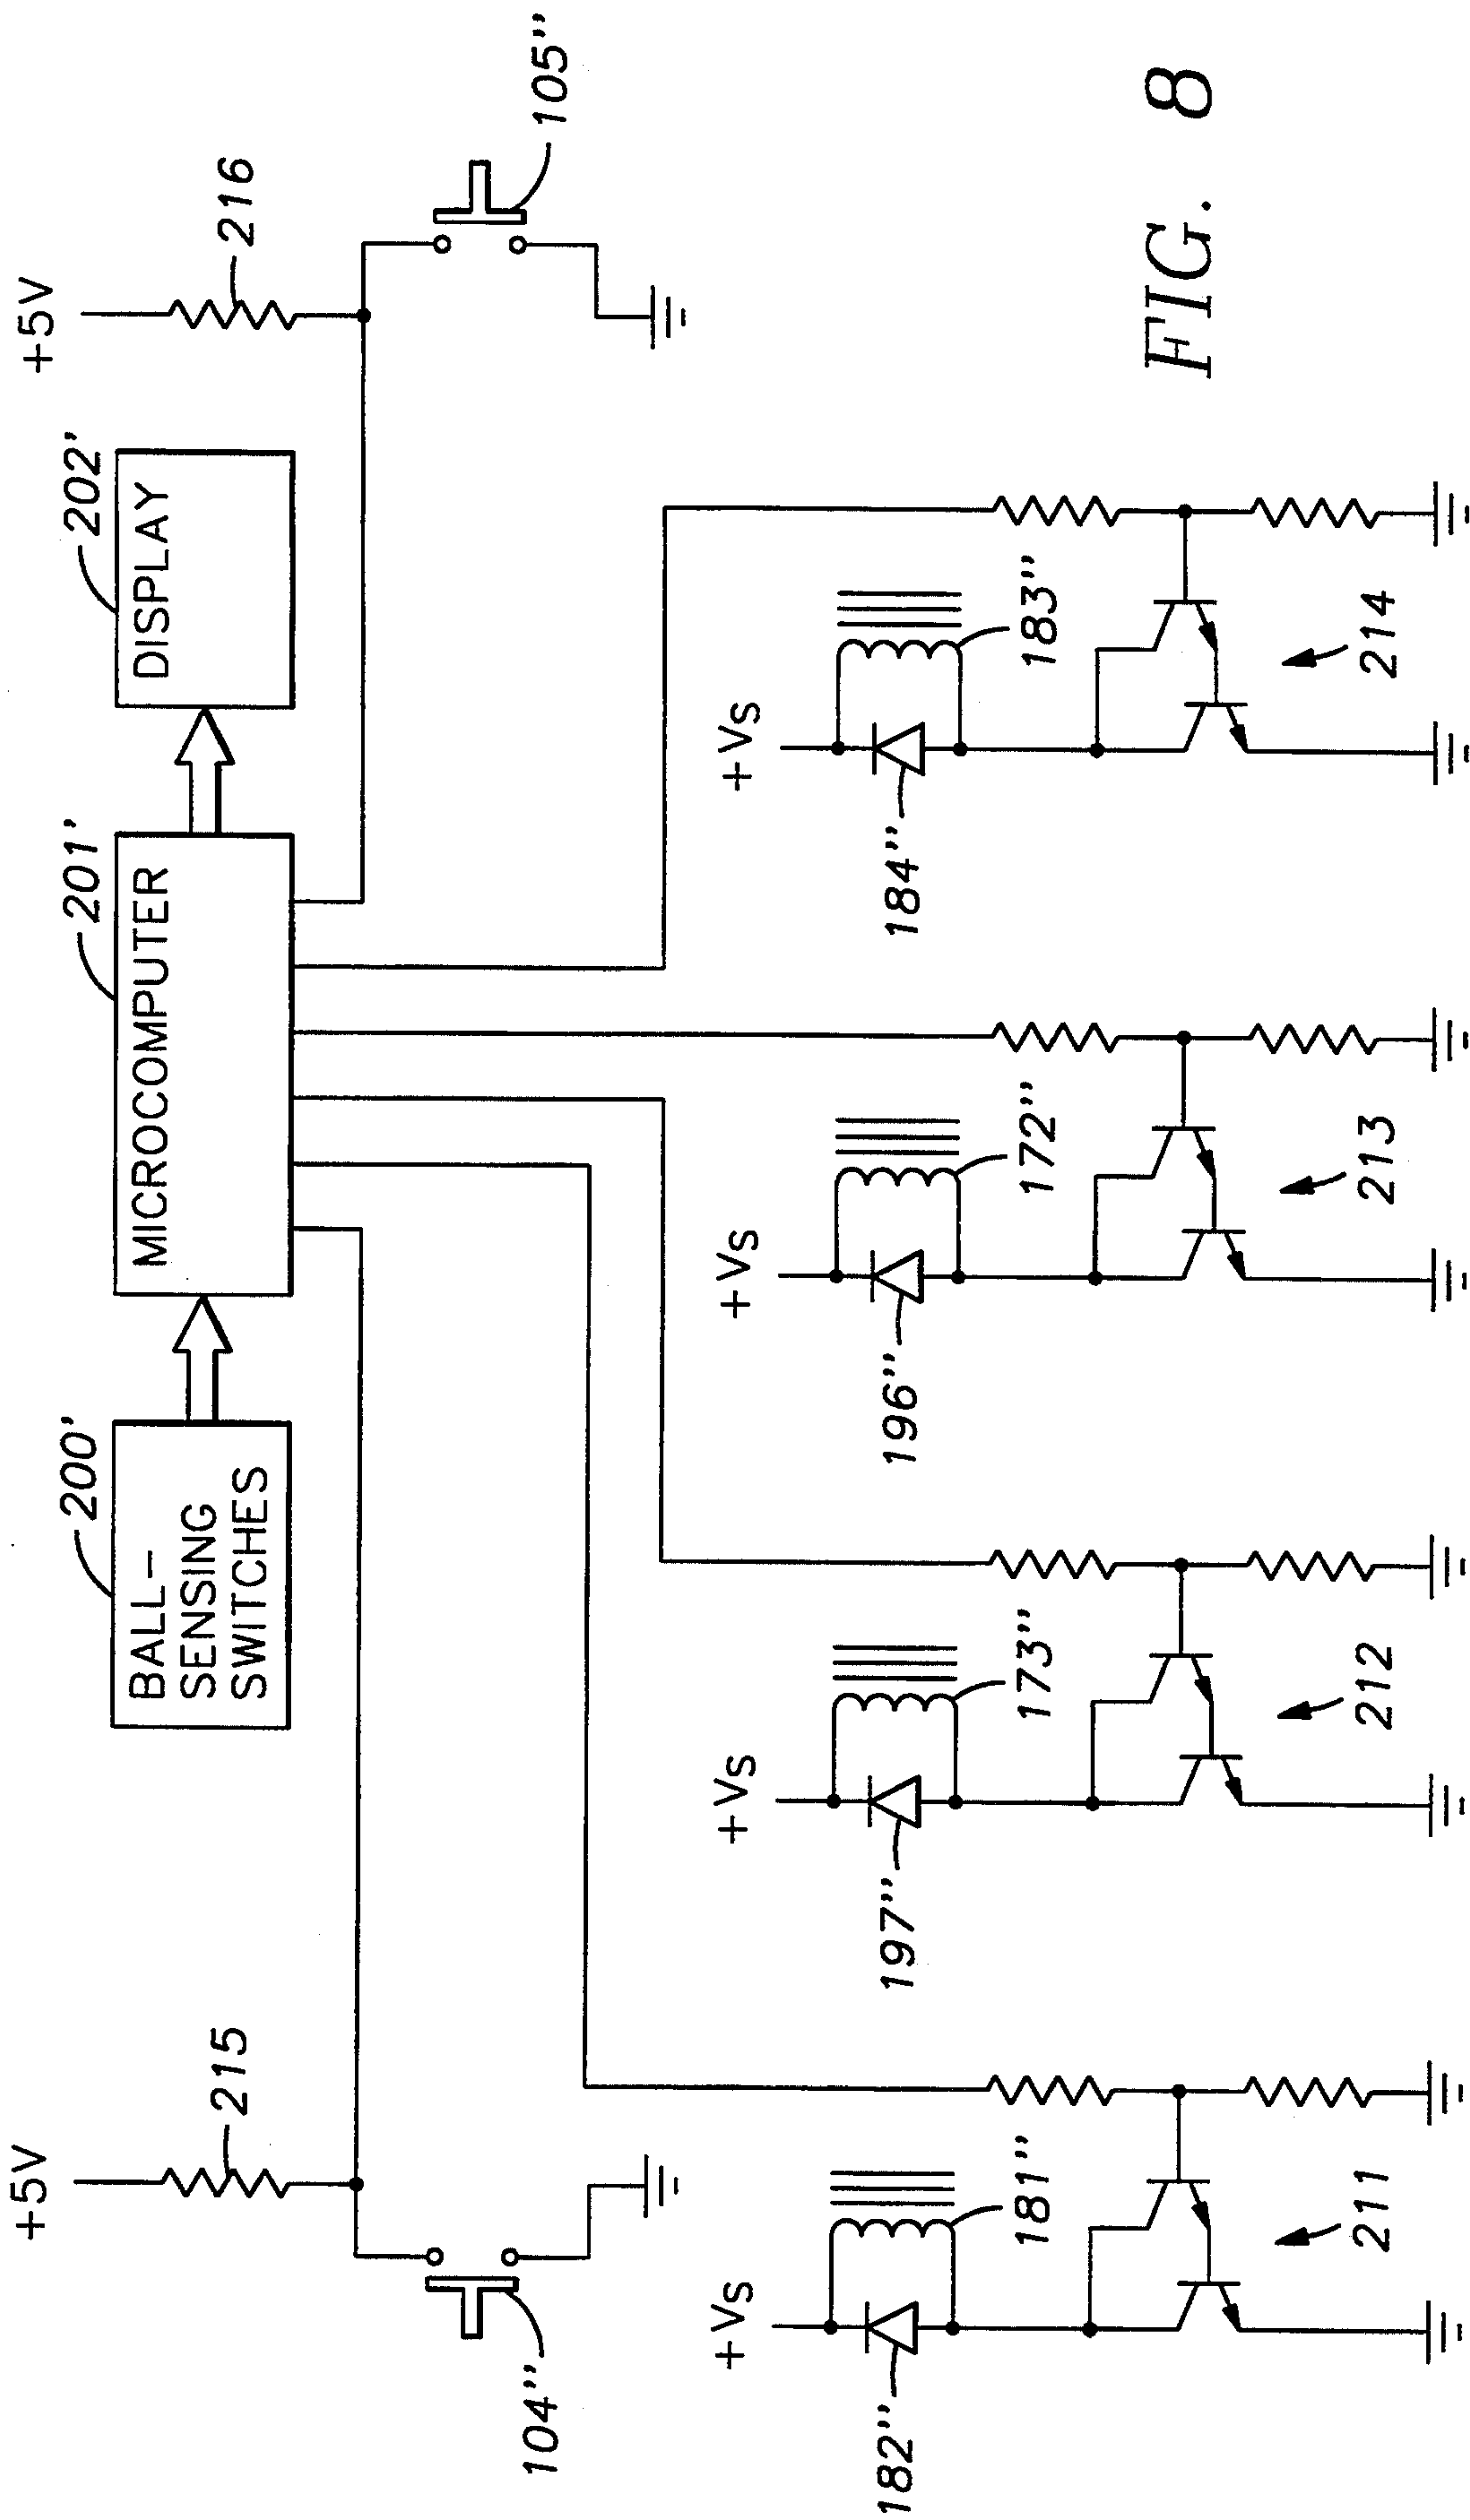 +5V
215
104"
200'
BALL-
SENSING
SWITCHES
201'
MICROCOMPUTER
202'
DISPLAY
+5V
216
105"
+Vs
182"
181"
211
+Vs
197"
173"
212
+Vs
196"
172"
213
+Vs
184"
183"
214
FIG. 8